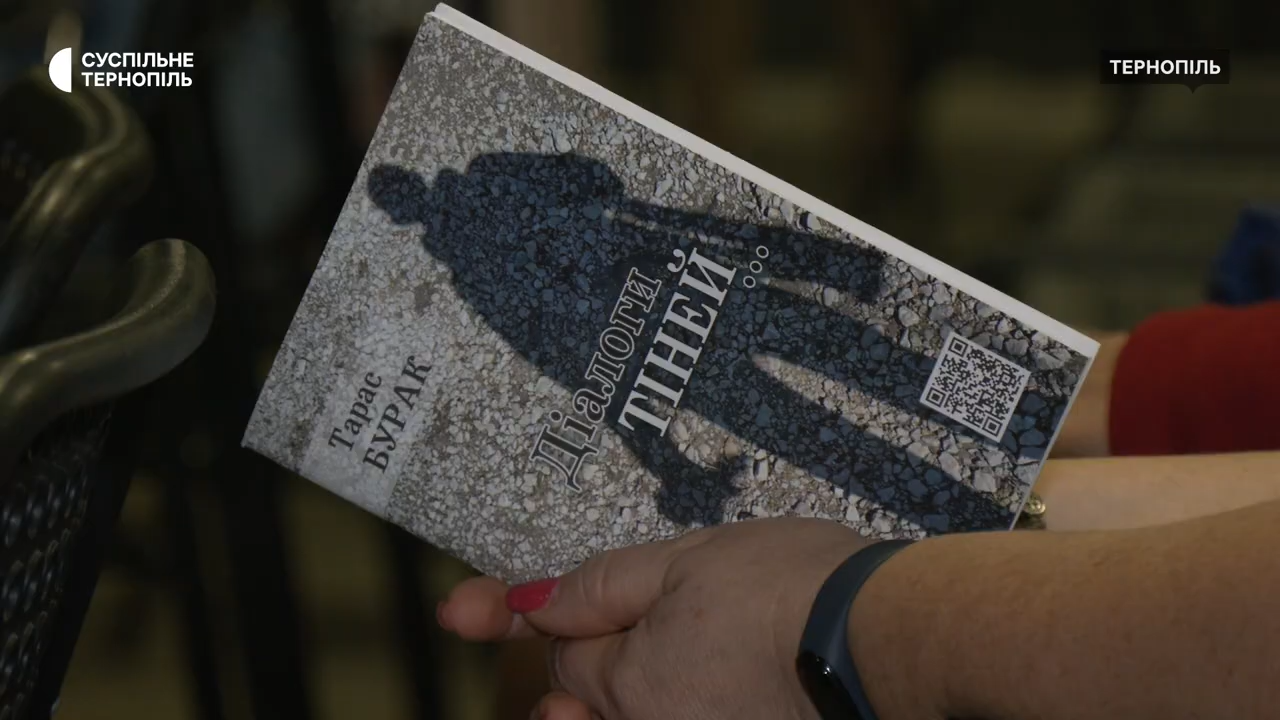 СУСПІЛЬНЕ
ТЕРНОПІЛЬ
ТЕРНОПІЛЬ
Тарас
БУРАК
Діалоги
ТІНЕЙ...